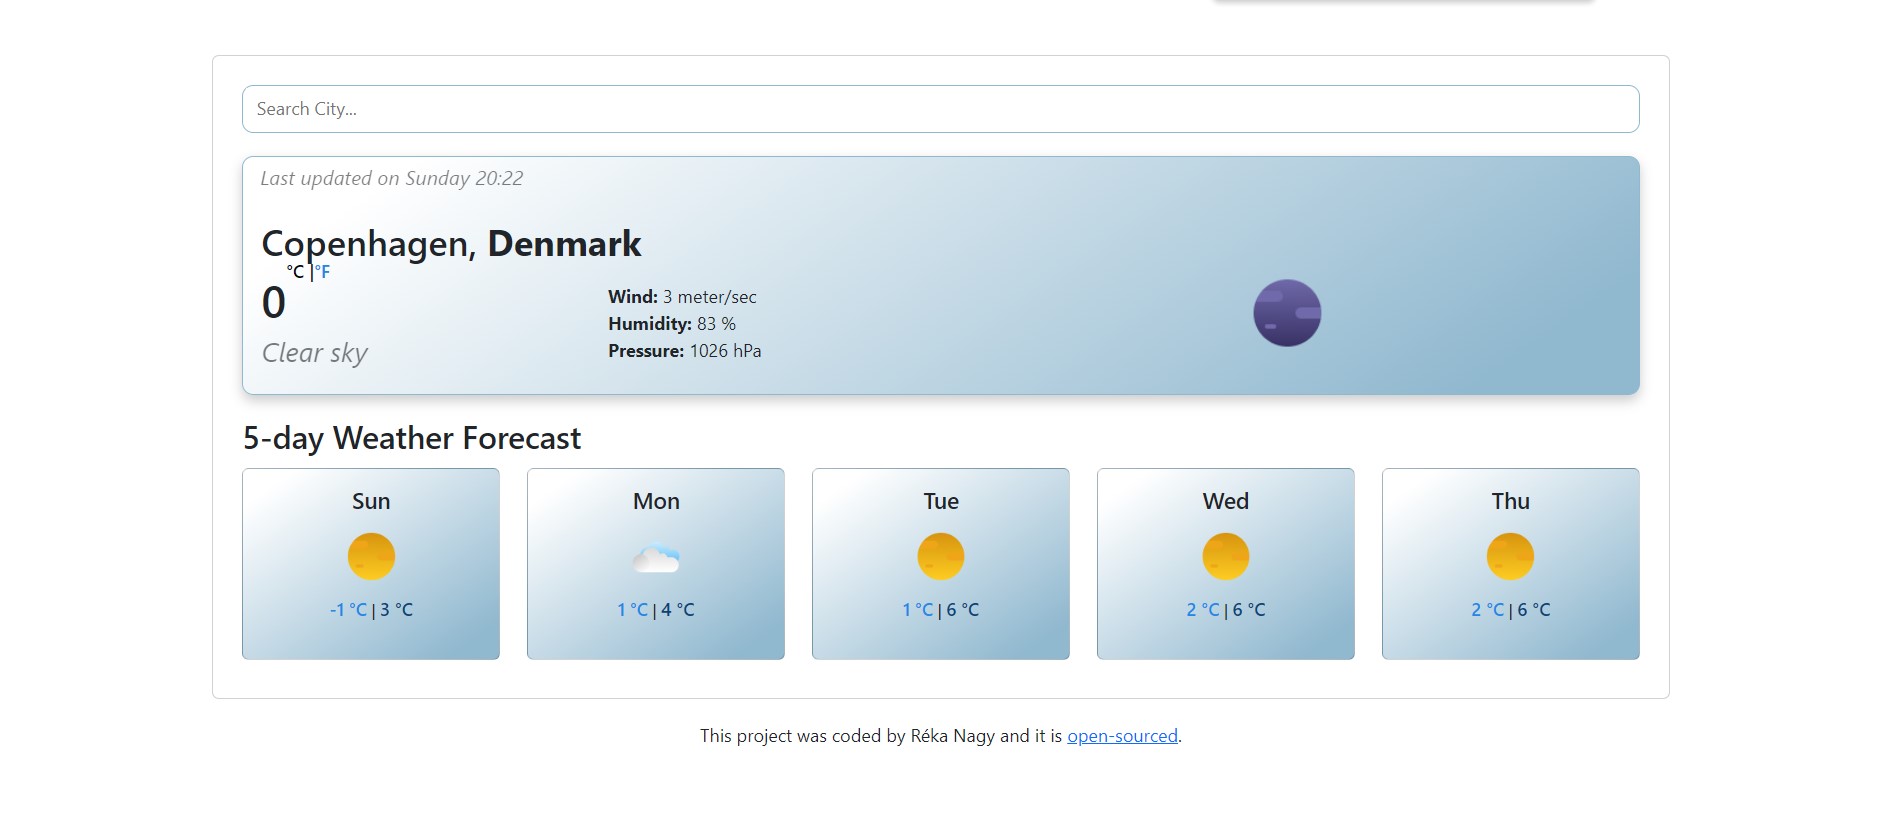 Search City...
Last updated on Sunday 20:22
Copenhagen, Denmark
°C |°F
0
Wind: 3 meter/sec
Humidity: 83 %
Pressure: 1026 hPa
Clear sky
5-day Weather Forecast
Sun
-1 °C | 3 °C
Mon
1 °C | 4 °C
Tue
1 °C | 6 °C
Wed
2 °C | 6 °C
Thu
2 °C | 6 °C
This project was coded by Réka Nagy and it is open-sourced.